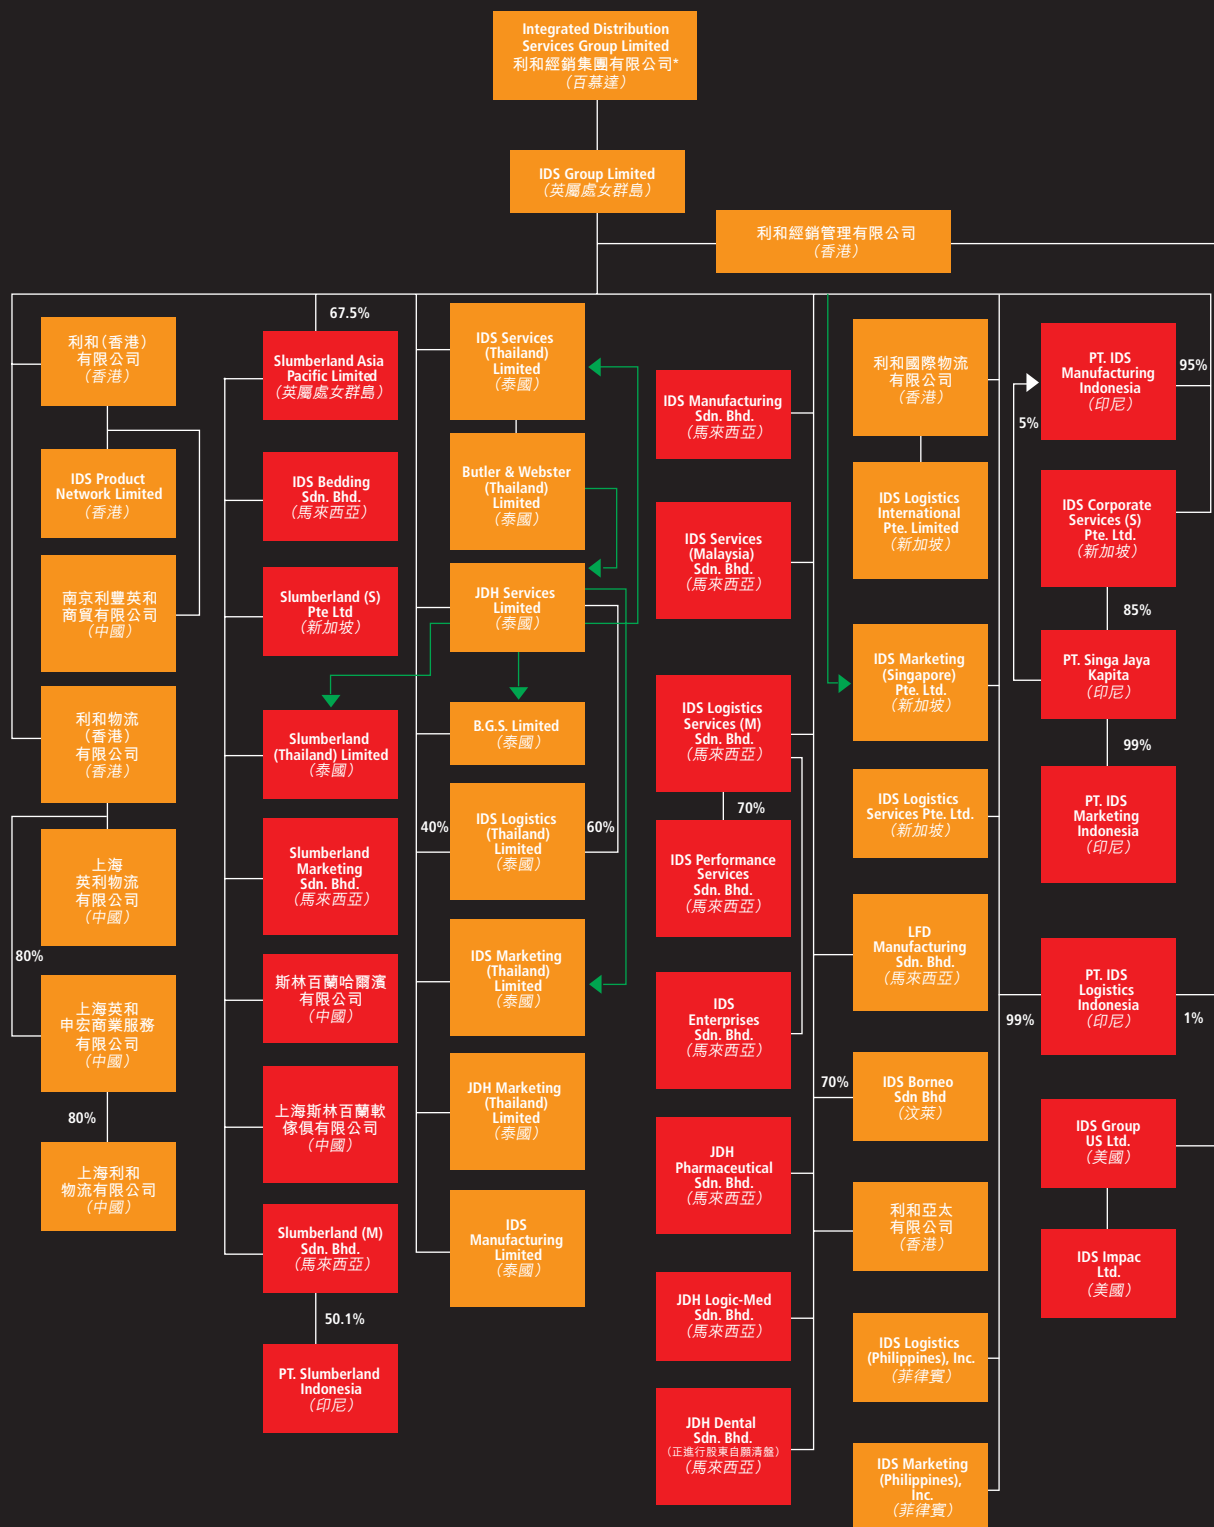 Integrated Distribution
Services Group Limited
利和經銷集團有限公司*
(百慕達)
IDS Group Limited
(英屬處女群島)
利和經銷管理有限公司
(香港)
利和(香港)
有限公司
(香港)
IDS Product
Network Limited
(香港)
南京利豐英和
商貿有限公司
(中國)
利和物流
(香港)
有限公司
(香港)
上海
英利物流
有限公司
(中國)
80%
上海英和
申宏商業服務
有限公司
(中國)
80%
上海利和
物流有限公司
(中國)
67.5%
Slumberland Asia
Pacific Limited
(英屬處女群島)
IDS Bedding
Sdn. Bhd.
(馬來西亞)
Slumberland (S)
Pte Ltd
(新加坡)
Slumberland
(Thailand) Limited
(泰國)
Slumberland
Marketing
Sdn. Bhd.
(馬來西亞)
斯林百蘭哈爾濱
有限公司
(中國)
上海斯林百蘭軟
傢俱有限公司
(中國)
Slumberland (M)
Sdn. Bhd.
(馬來西亞)
50.1%
PT. Slumberland
Indonesia
(印尼)
IDS Services
(Thailand)
Limited
(泰國)
Butler & Webster
(Thailand)
Limited
(泰國)
JDH Services
Limited
(泰國)
B.G.S. Limited
(泰國)
40%
IDS Logistics
(Thailand)
Limited
(泰國)
60%
IDS Marketing
(Thailand)
Limited
(泰國)
JDH Marketing
(Thailand)
Limited
(泰國)
IDS
Manufacturing
Limited
(泰國)
IDS Manufacturing
Sdn. Bhd.
(馬來西亞)
IDS Services
(Malaysia)
Sdn. Bhd.
(馬來西亞)
IDS Logistics
Services (M)
Sdn. Bhd.
(馬來西亞)
70%
IDS Performance
Services
Sdn. Bhd.
(馬來西亞)
IDS
Enterprises
Sdn. Bhd.
(馬來西亞)
JDH
Pharmaceutical
Sdn. Bhd.
(馬來西亞)
JDH Logic-Med
Sdn. Bhd.
(馬來西亞)
JDH Dental
Sdn. Bhd.
(正進行股東自願清盤)
(馬來西亞)
利和國際物流
有限公司
(香港)
IDS Logistics
International
Pte. Limited
(新加坡)
IDS Marketing
(Singapore)
Pte. Ltd.
(新加坡)
IDS Logistics
Services Pte. Ltd.
(新加坡)
LFD
Manufacturing
Sdn. Bhd.
(馬來西亞)
70%
IDS Borneo
Sdn Bhd
(汶萊)
利和亞太
有限公司
(香港)
IDS Logistics
(Philippines), Inc.
(菲律賓)
IDS Marketing
(Philippines),
Inc.
(菲律賓)
PT. IDS
Manufacturing
Indonesia
(印尼)
95%
5%
IDS Corporate
Services (S)
Pte. Ltd.
(新加坡)
85%
PT. Singa Jaya
Kapita
(印尼)
99%
PT. IDS
Marketing
Indonesia
(印尼)
99%
PT. IDS
Logistics
Indonesia
(印尼)
1%
IDS Group
US Ltd.
(美國)
IDS Impac
Ltd.
(美國)